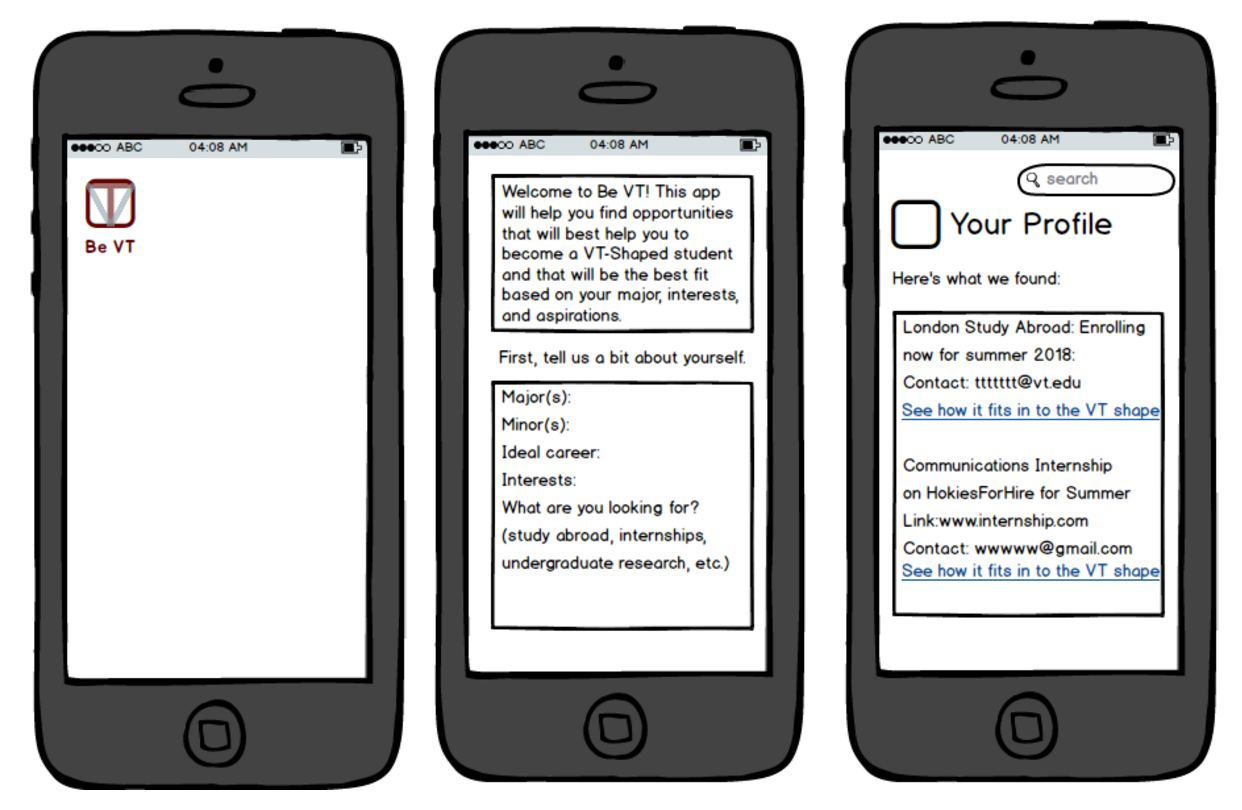 ●●●○○ ABC 04:08 AM
VT
Be VT
●●●○○ ABC 04:08 AM
Welcome to Be VT! This app
will help you find opportunities
that will best help you to
become a VT-Shaped student
and that will be the best fit
based on your major, interests,
and aspirations.
First, tell us a bit about yourself.
Major(s):
Minor(s):
Ideal career:
Interests:
What are you looking for?
(study abroad, internships,
undergraduate research, etc.)
●●●○○ ABC 04:08 AM
search
Your Profile
Here's what we found:
London Study Abroad: Enrolling
now for summer 2018:
Contact: ttttttt@vt.edu
See how it fits in to the VT shape
Communications Internship
on HokiesForHire for Summer
Link:www.internship.com
Contact: wwwww@gmail.com
See how it fits in to the VT shape